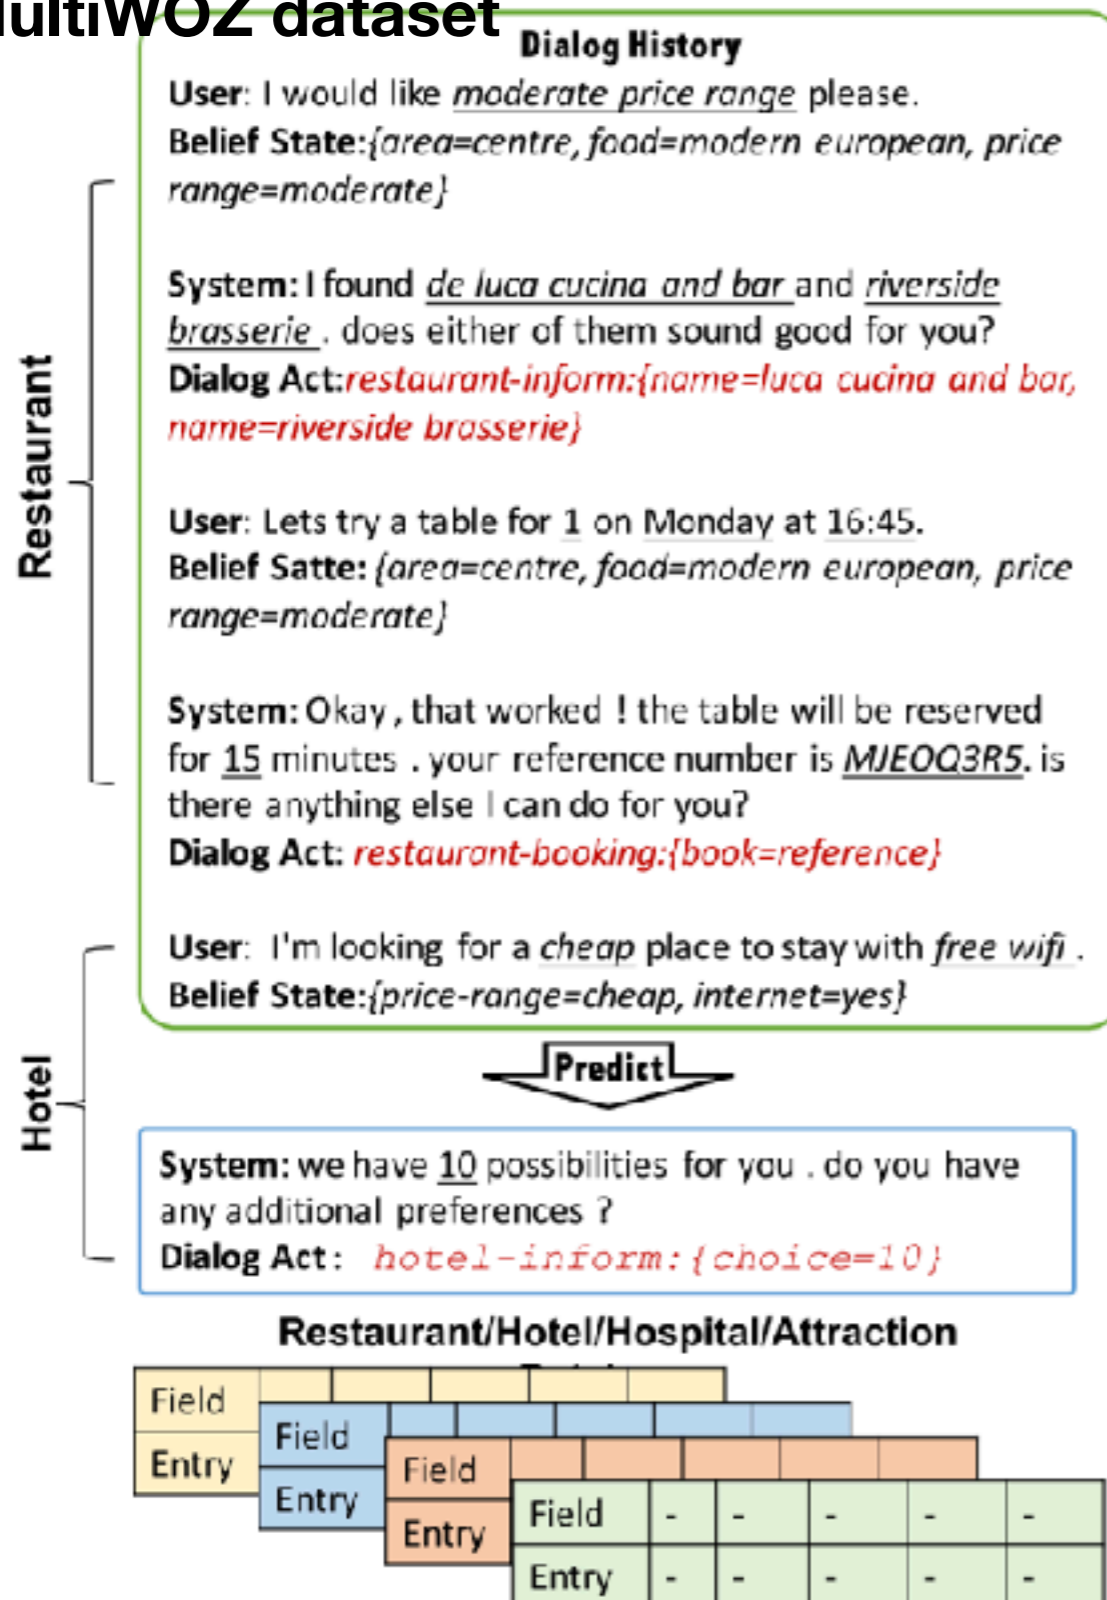 ultiWOZ dataset
Dialog History
User: I would like moderate price range please.
Belief State:{area=centre, food=modern european, price
range=moderate}
System: I found de luca cucina and bar and riverside
brasserie . does either of them sound good for you?
Dialog Act:restaurant-inform:{name=luca cucina and bar,
name=riverside brasserie}
User: Lets try a table for 1 on Monday at 16:45.
Belief Satte: {area=centre, food=modern european, price
range=moderate}
System: Okay , that worked ! the table will be reserved
for 15 minutes . your reference number is MJEOQ3R5. is
there anything else I can do for you?
Dialog Act: restaurant-booking:{book=reference}
User: I'm looking for a cheap place to stay with free wifi .
Belief State:{price-range=cheap, internet=yes}
Restaurant
Hotel
Predict
System: we have 10 possibilities for you . do you have
any additional preferences ?
Dialog Act: hotel-inform:{choice=10}
Restaurant/Hotel/Hospital/Attraction
Field
Entry
Field
Entry
Field
Entry
Field - - - - -
Entry - - - - -